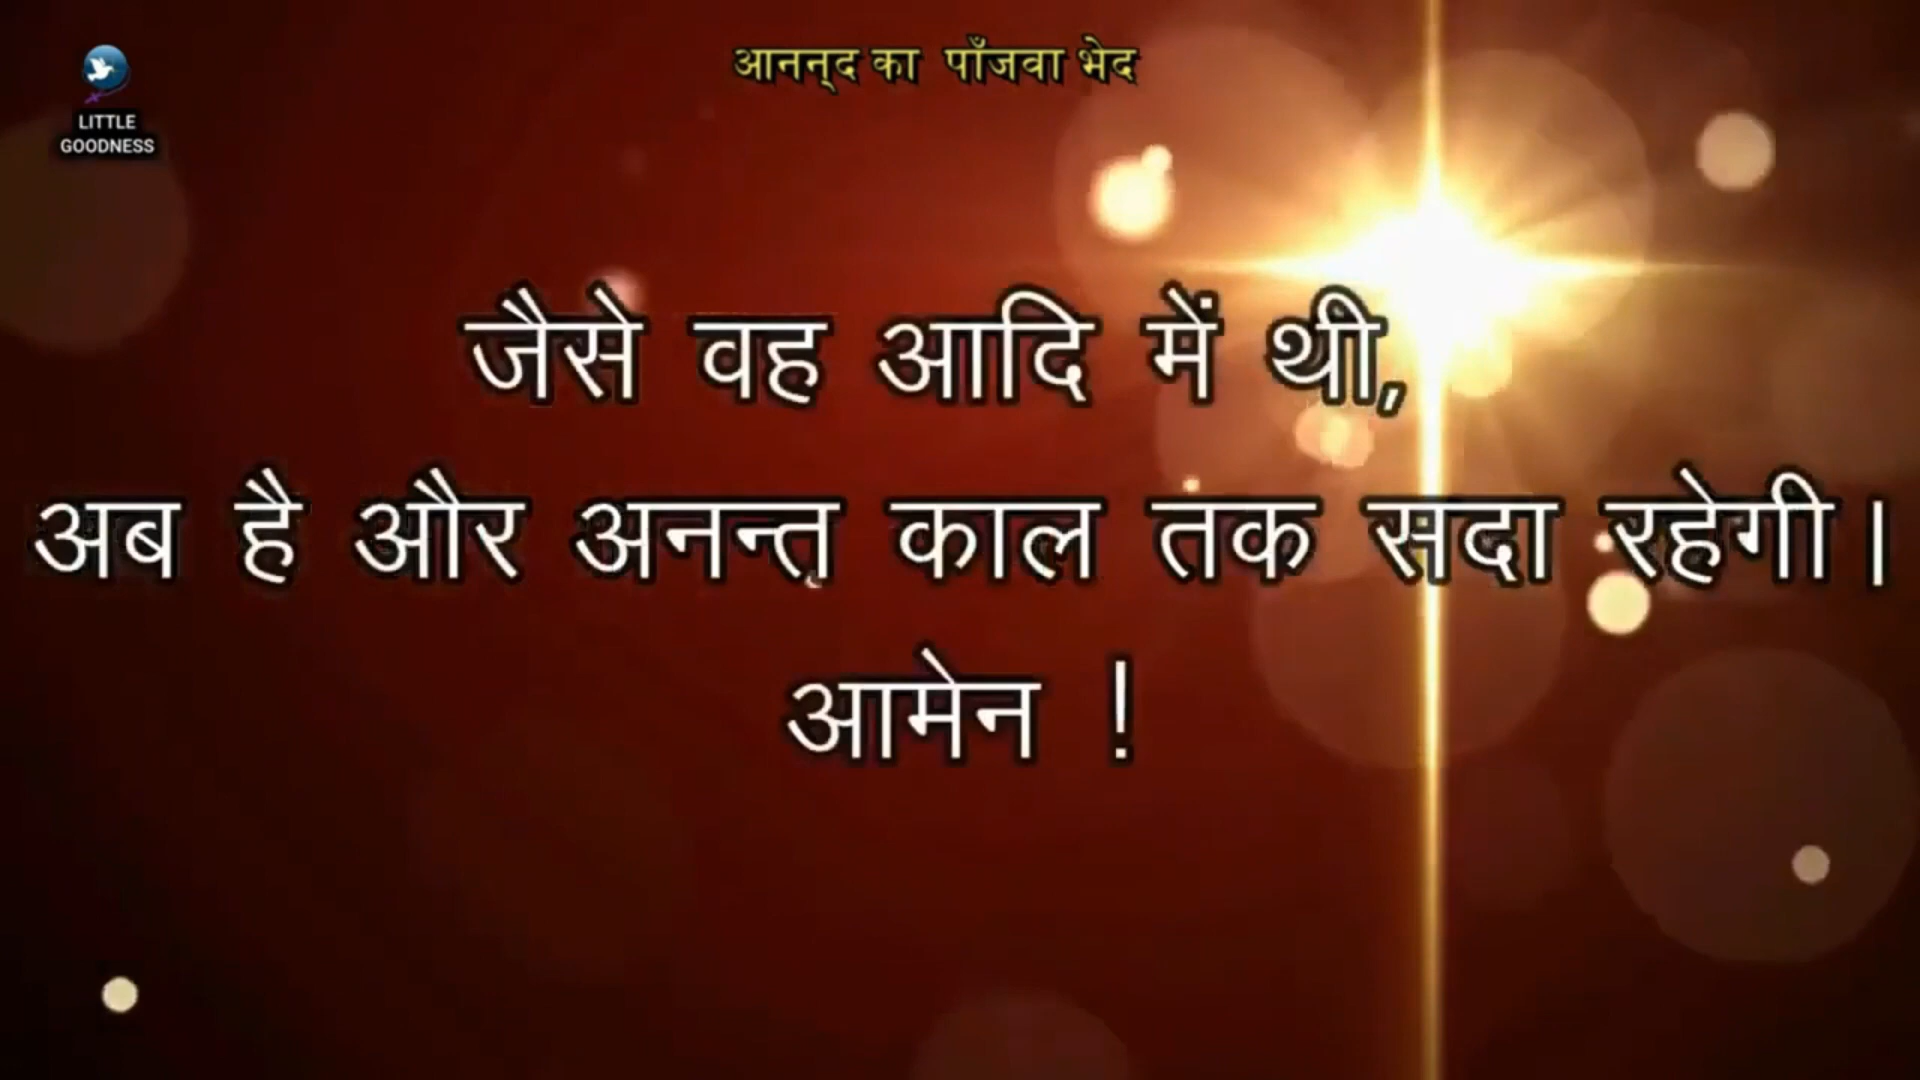 आनन्द का पाँजवा भेद
LITTLE
GOODNESS
जैसे वह आदि में थी,
अब है और अनन्त काल तक सदा रहेगी।
आमेन !